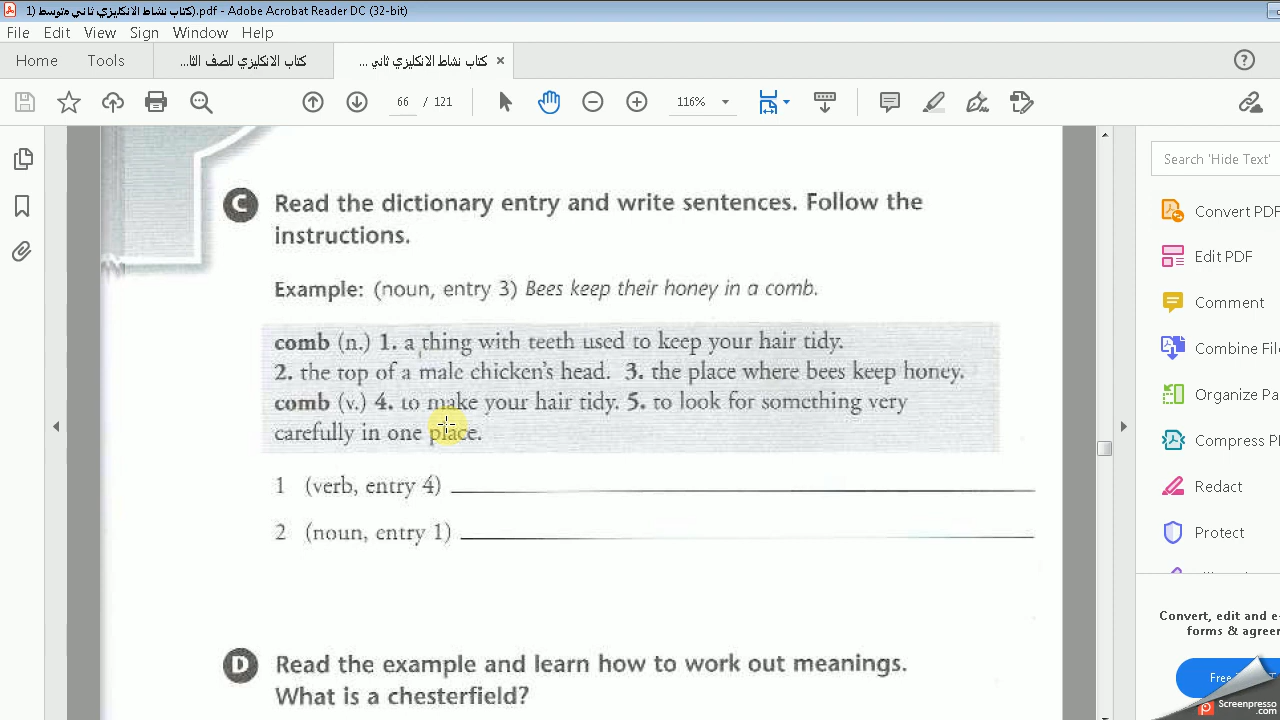 (كتاب نشاط الانكليزي ثاني متوسط (1.pdf - Adobe Acrobat Reader DC (32-bit)
File Edit View Sign Window Help
Home Tools كتاب الانكليزي للصف الثا... كتاب نشاط الانكليزي ثاني ... ×
66 / 121 116%
Search 'Hide Text
C Read the dictionary entry and write sentences. Follow the
instructions.
Example: (noun, entry 3) Bees keep their honey in a comb.
comb (n.) 1. a thing with teeth used to keep your hair tidy.
2. the top of a male chicken's head. 3. the place where bees keep honey.
comb (v.) 4. to make your hair tidy. 5. to look for something very
carefully in one place.
1 (verb, entry 4)
2 (noun, entry 1)
D Read the example and learn how to work out meanings.
What is a chesterfield?
Convert PDF
Edit PDF
Comment
Combine File
Organize Pa
Compress P
Redact
Protect
Convert, edit and e-
forms & agreer
Screenpresso
.com